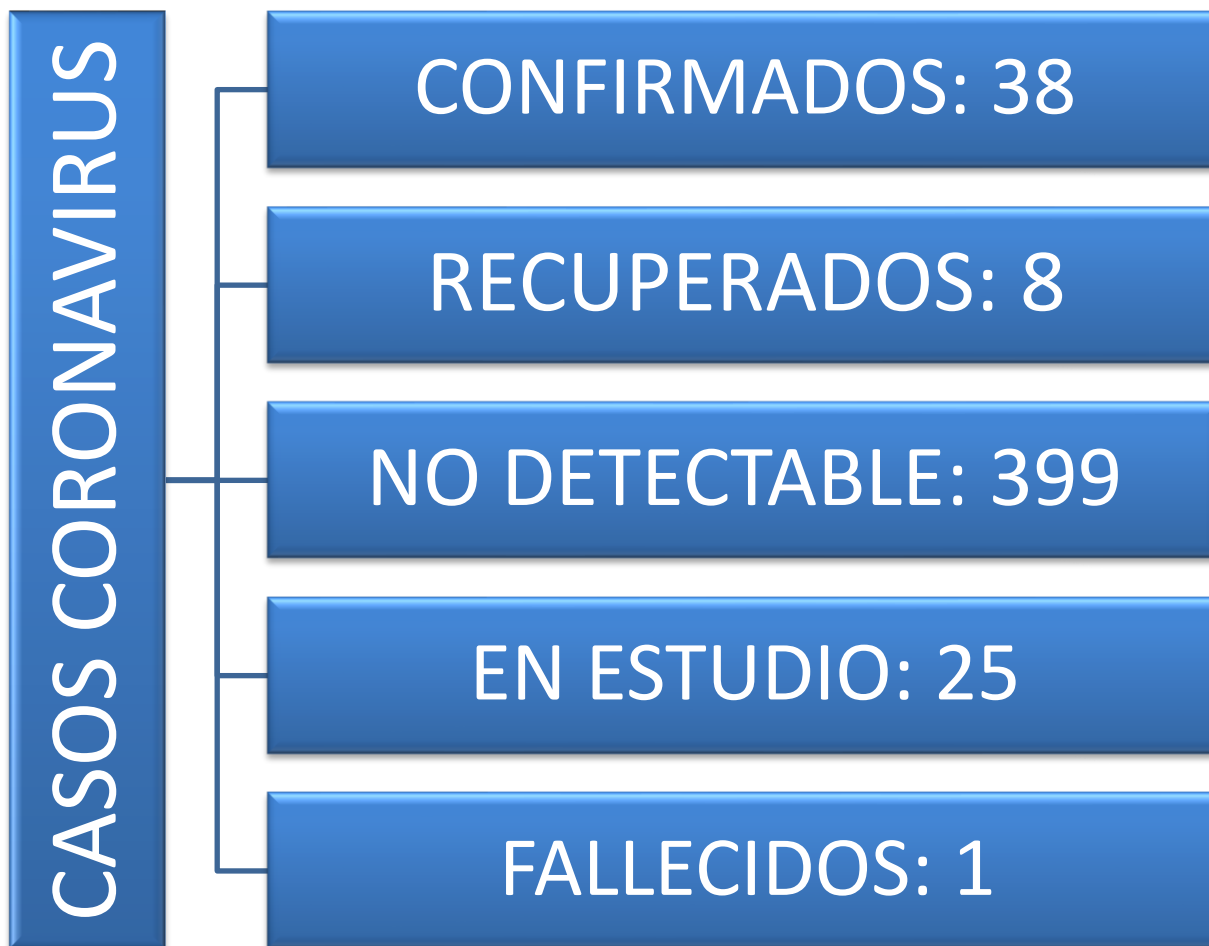 CASOS CORONAVIRUS
CONFIRMADOS: 38
RECUPERADOS: 8
NO DETECTABLE: 399
EN ESTUDIO: 25
FALLECIDOS: 1